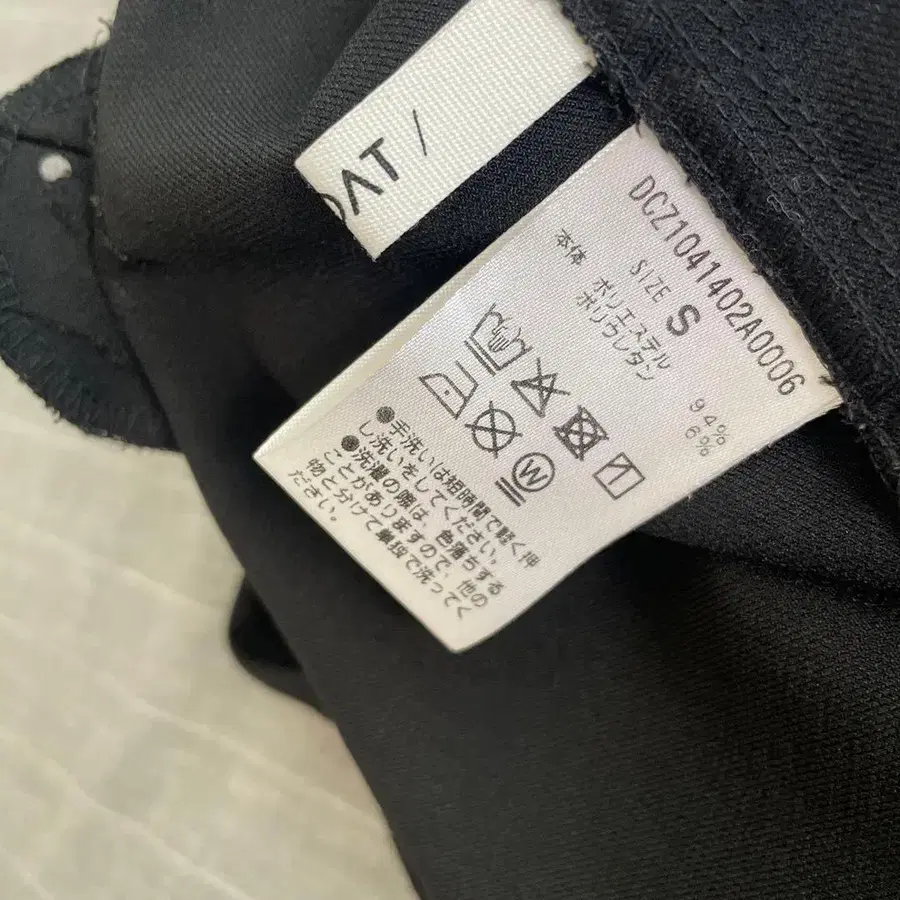 OAT /
DCZ1041402A0006
SIZE S
本体 ポリエステル 94%
ポリウレタン 6%
W
●手洗いは短時間で軽く押
し洗いをしてください。
●洗濯の際は、色落ちする
ことがありますので、他の
物と分けて単独で洗ってく
ださい。